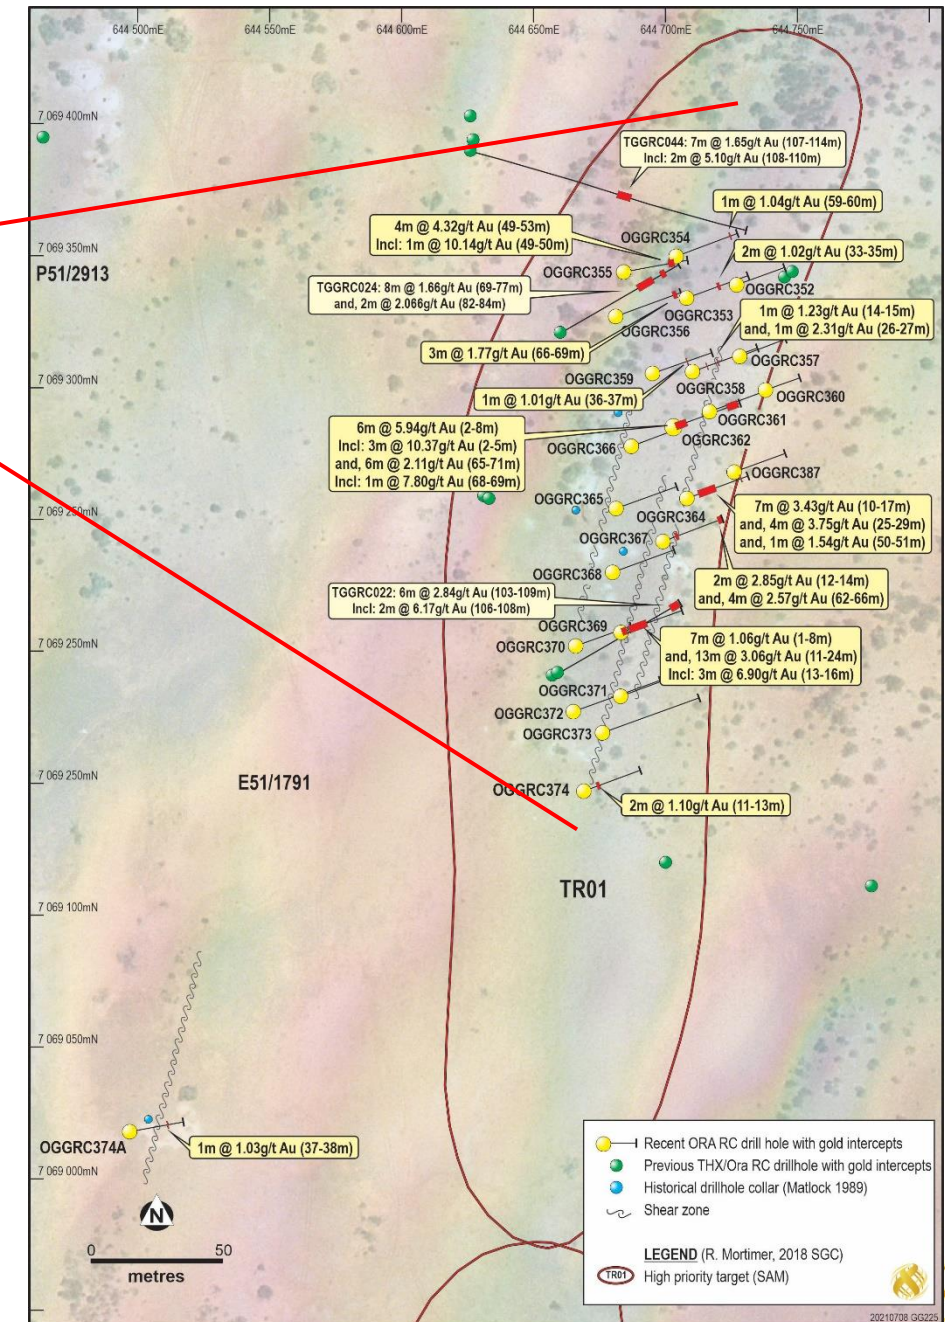 644 500mE
644 550mE
644 600mE
644 650mE
644 700mE
644 750mE
7 069 400mN
TGGRC044: 7m @ 1.65g/t Au (107-114m)
Incl: 2m @ 5.10g/t Au (108-110m)
1m @ 1.04g/t Au (59-60m)
4m @ 4.32g/t Au (49-53m)
Incl: 1m @ 10.14g/t Au (49-50m)
OGGRC354
2m @ 1.02g/t Au (33-35m)
7 069 350mN
P51/2913
OGGRC355
TGGRC024: 8m @ 1.66g/t Au (69-77m)
and, 2m @ 2.066g/t Au (82-84m)
OGGRC352
OGGRC353
1m @ 1.23g/t Au (14-15m)
and, 1m @ 2.31g/t Au (26-27m)
OGGRC356
3m @ 1.77g/t Au (66-69m)
OGGRC357
7 069 300mN
OGGRC359
OGGRC358
OGGRC360
1m @ 1.01g/t Au (36-37m)
OGGRC361
6m @ 5.94g/t Au (2-8m)
Incl: 3m @ 10.37g/t Au (2-5m)
and, 6m @ 2.11g/t Au (65-71m)
Incl: 1m @ 7.80g/t Au (68-69m)
OGGRC362
OGGRC366
OGGRC387
OGGRC365
7 069 250mN
OGGRC364
7m @ 3.43g/t Au (10-17m)
and, 4m @ 3.75g/t Au (25-29m)
and, 1m @ 1.54g/t Au (50-51m)
OGGRC367
OGGRC368
2m @ 2.85g/t Au (12-14m)
and, 4m @ 2.57g/t Au (62-66m)
TGGRC022: 6m @ 2.84g/t Au (103-109m)
Incl: 2m @ 6.17g/t Au (106-108m)
OGGRC369
7 069 250mN
OGGRC370
7m @ 1.06g/t Au (1-8m)
and, 13m @ 3.06g/t Au (11-24m)
Incl: 3m @ 6.90g/t Au (13-16m)
OGGRC371
OGGRC372
OGGRC373
7 069 250mN
E51/1791
OGGRC374
2m @ 1.10g/t Au (11-13m)
TR01
7 069 100mN
7 069 050mN
OGGRC374A
1m @ 1.03g/t Au (37-38m)
7 069 000mN
N
0 50
metres
Recent ORA RC drill hole with gold intercepts
Previous THX/Ora RC drillhole with gold intercepts
Historical drillhole collar (Matlock 1989)
Shear zone
LEGEND (R. Mortimer, 2018 SGC)
TR01 High priority target (SAM)
20210708 GG225